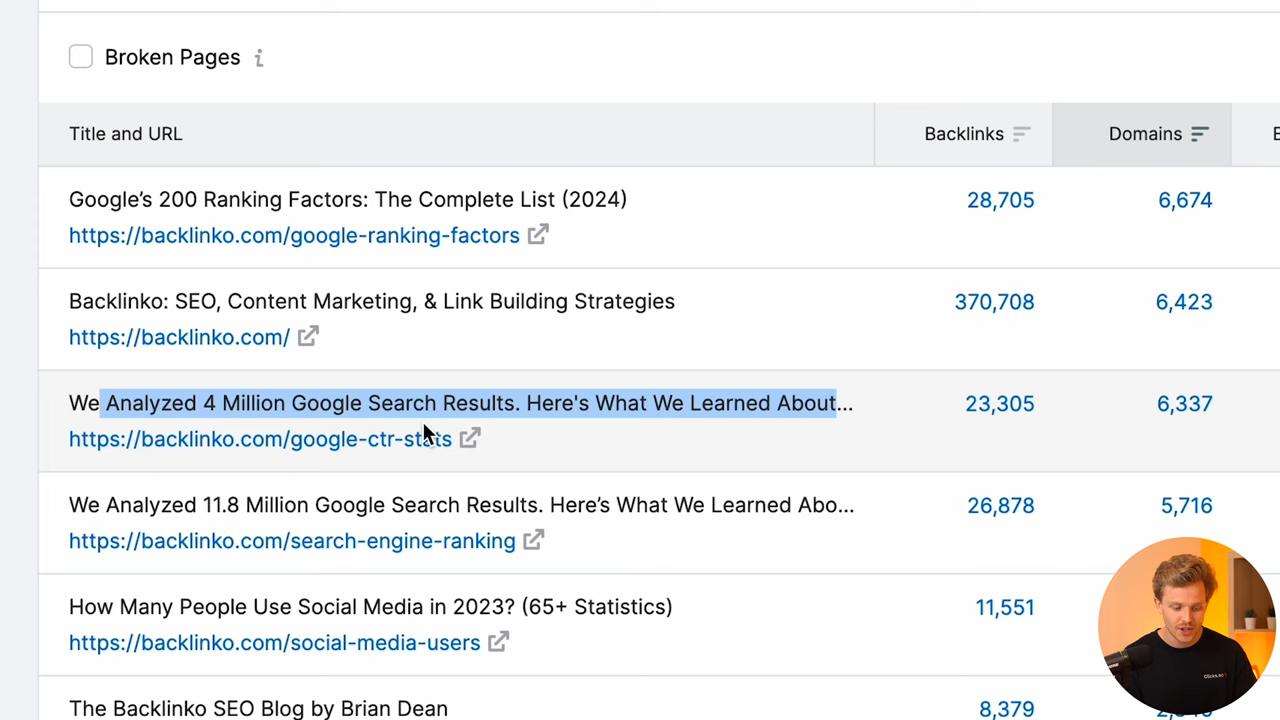 Broken Pages i
Title and URL Backlinks Domains
Google’s 200 Ranking Factors: The Complete List (2024) 28,705 6,674
https://backlinko.com/google-ranking-factors
Backlinko: SEO, Content Marketing, & Link Building Strategies 370,708 6,423
https://backlinko.com/
We Analyzed 4 Million Google Search Results. Here's What We Learned About... 23,305 6,337
https://backlinko.com/google-ctr-stats
We Analyzed 11.8 Million Google Search Results. Here’s What We Learned Abo... 26,878 5,716
https://backlinko.com/search-engine-ranking
How Many People Use Social Media in 2023? (65+ Statistics) 11,551
https://backlinko.com/social-media-users
The Backlinko SEO Blog by Brian Dean 8,379
Clicks.so